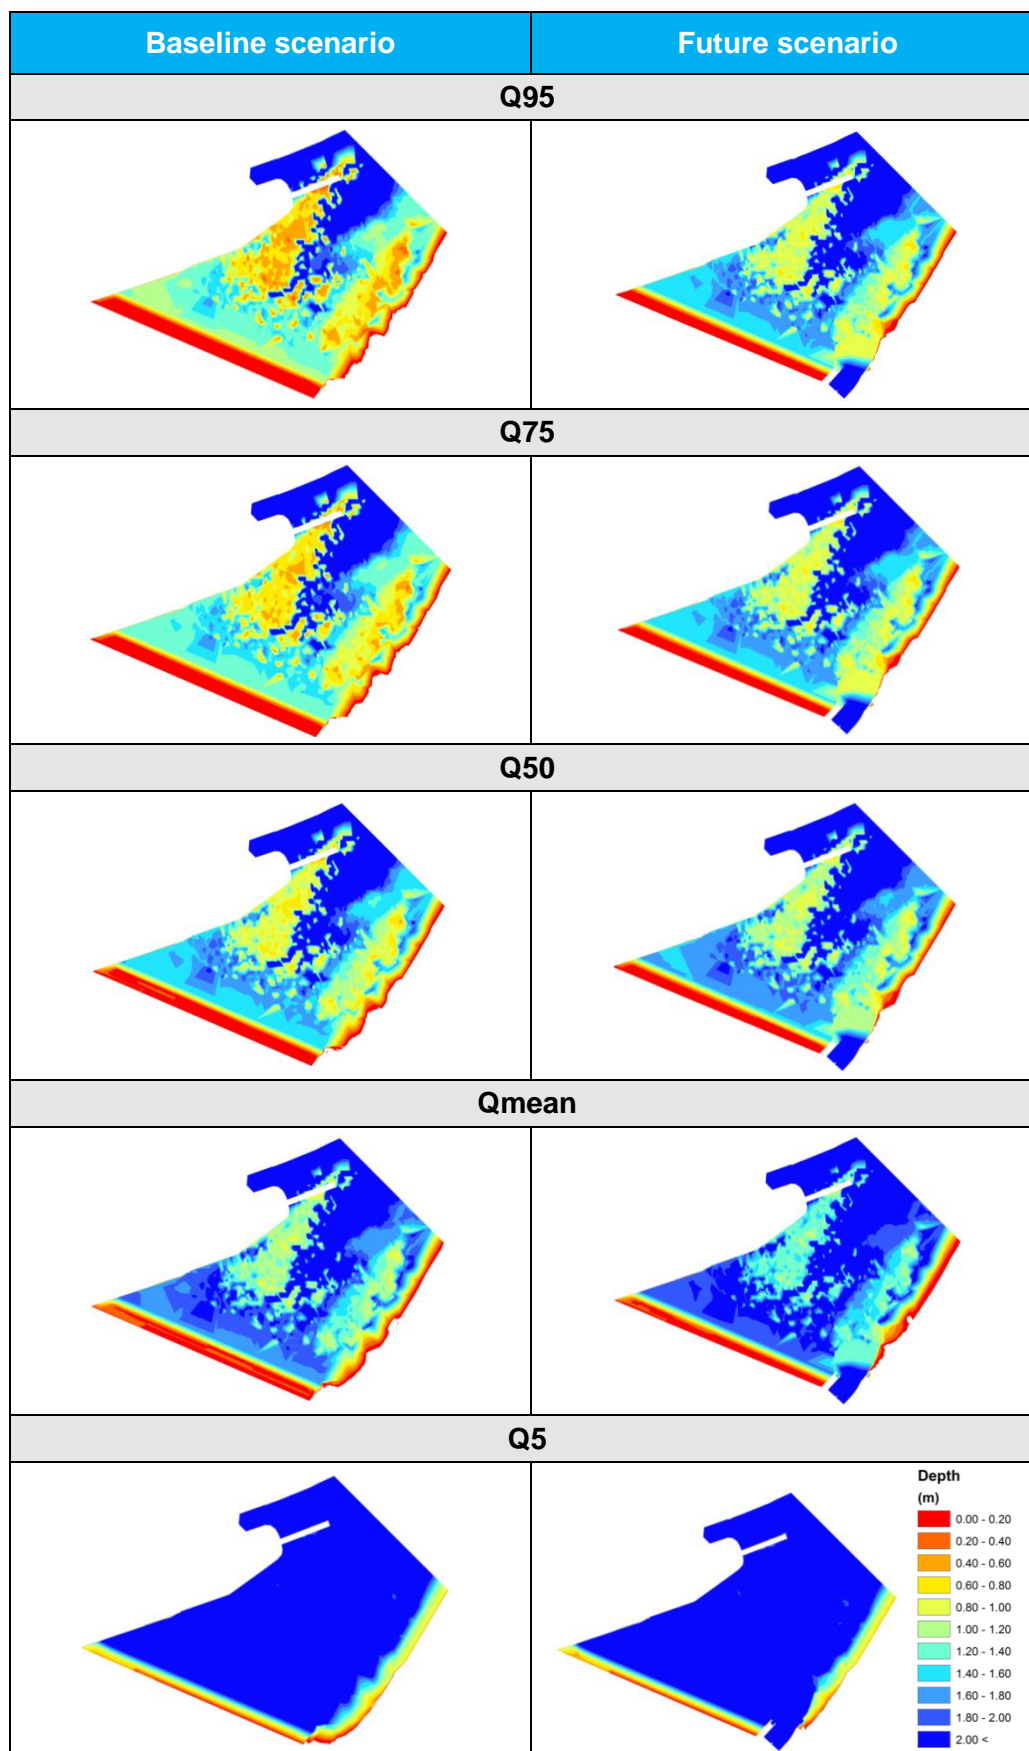 Baseline scenario
Future scenario
Q95
Q75
Q50
Qmean
Q5
Depth
(m)
0.00 - 0.20
0.20 - 0.40
0.40 - 0.60
0.60 - 0.80
0.80 - 1.00
1.00 - 1.20
1.20 - 1.40
1.40 - 1.60
1.60 - 1.80
1.80 - 2.00
2.00 <